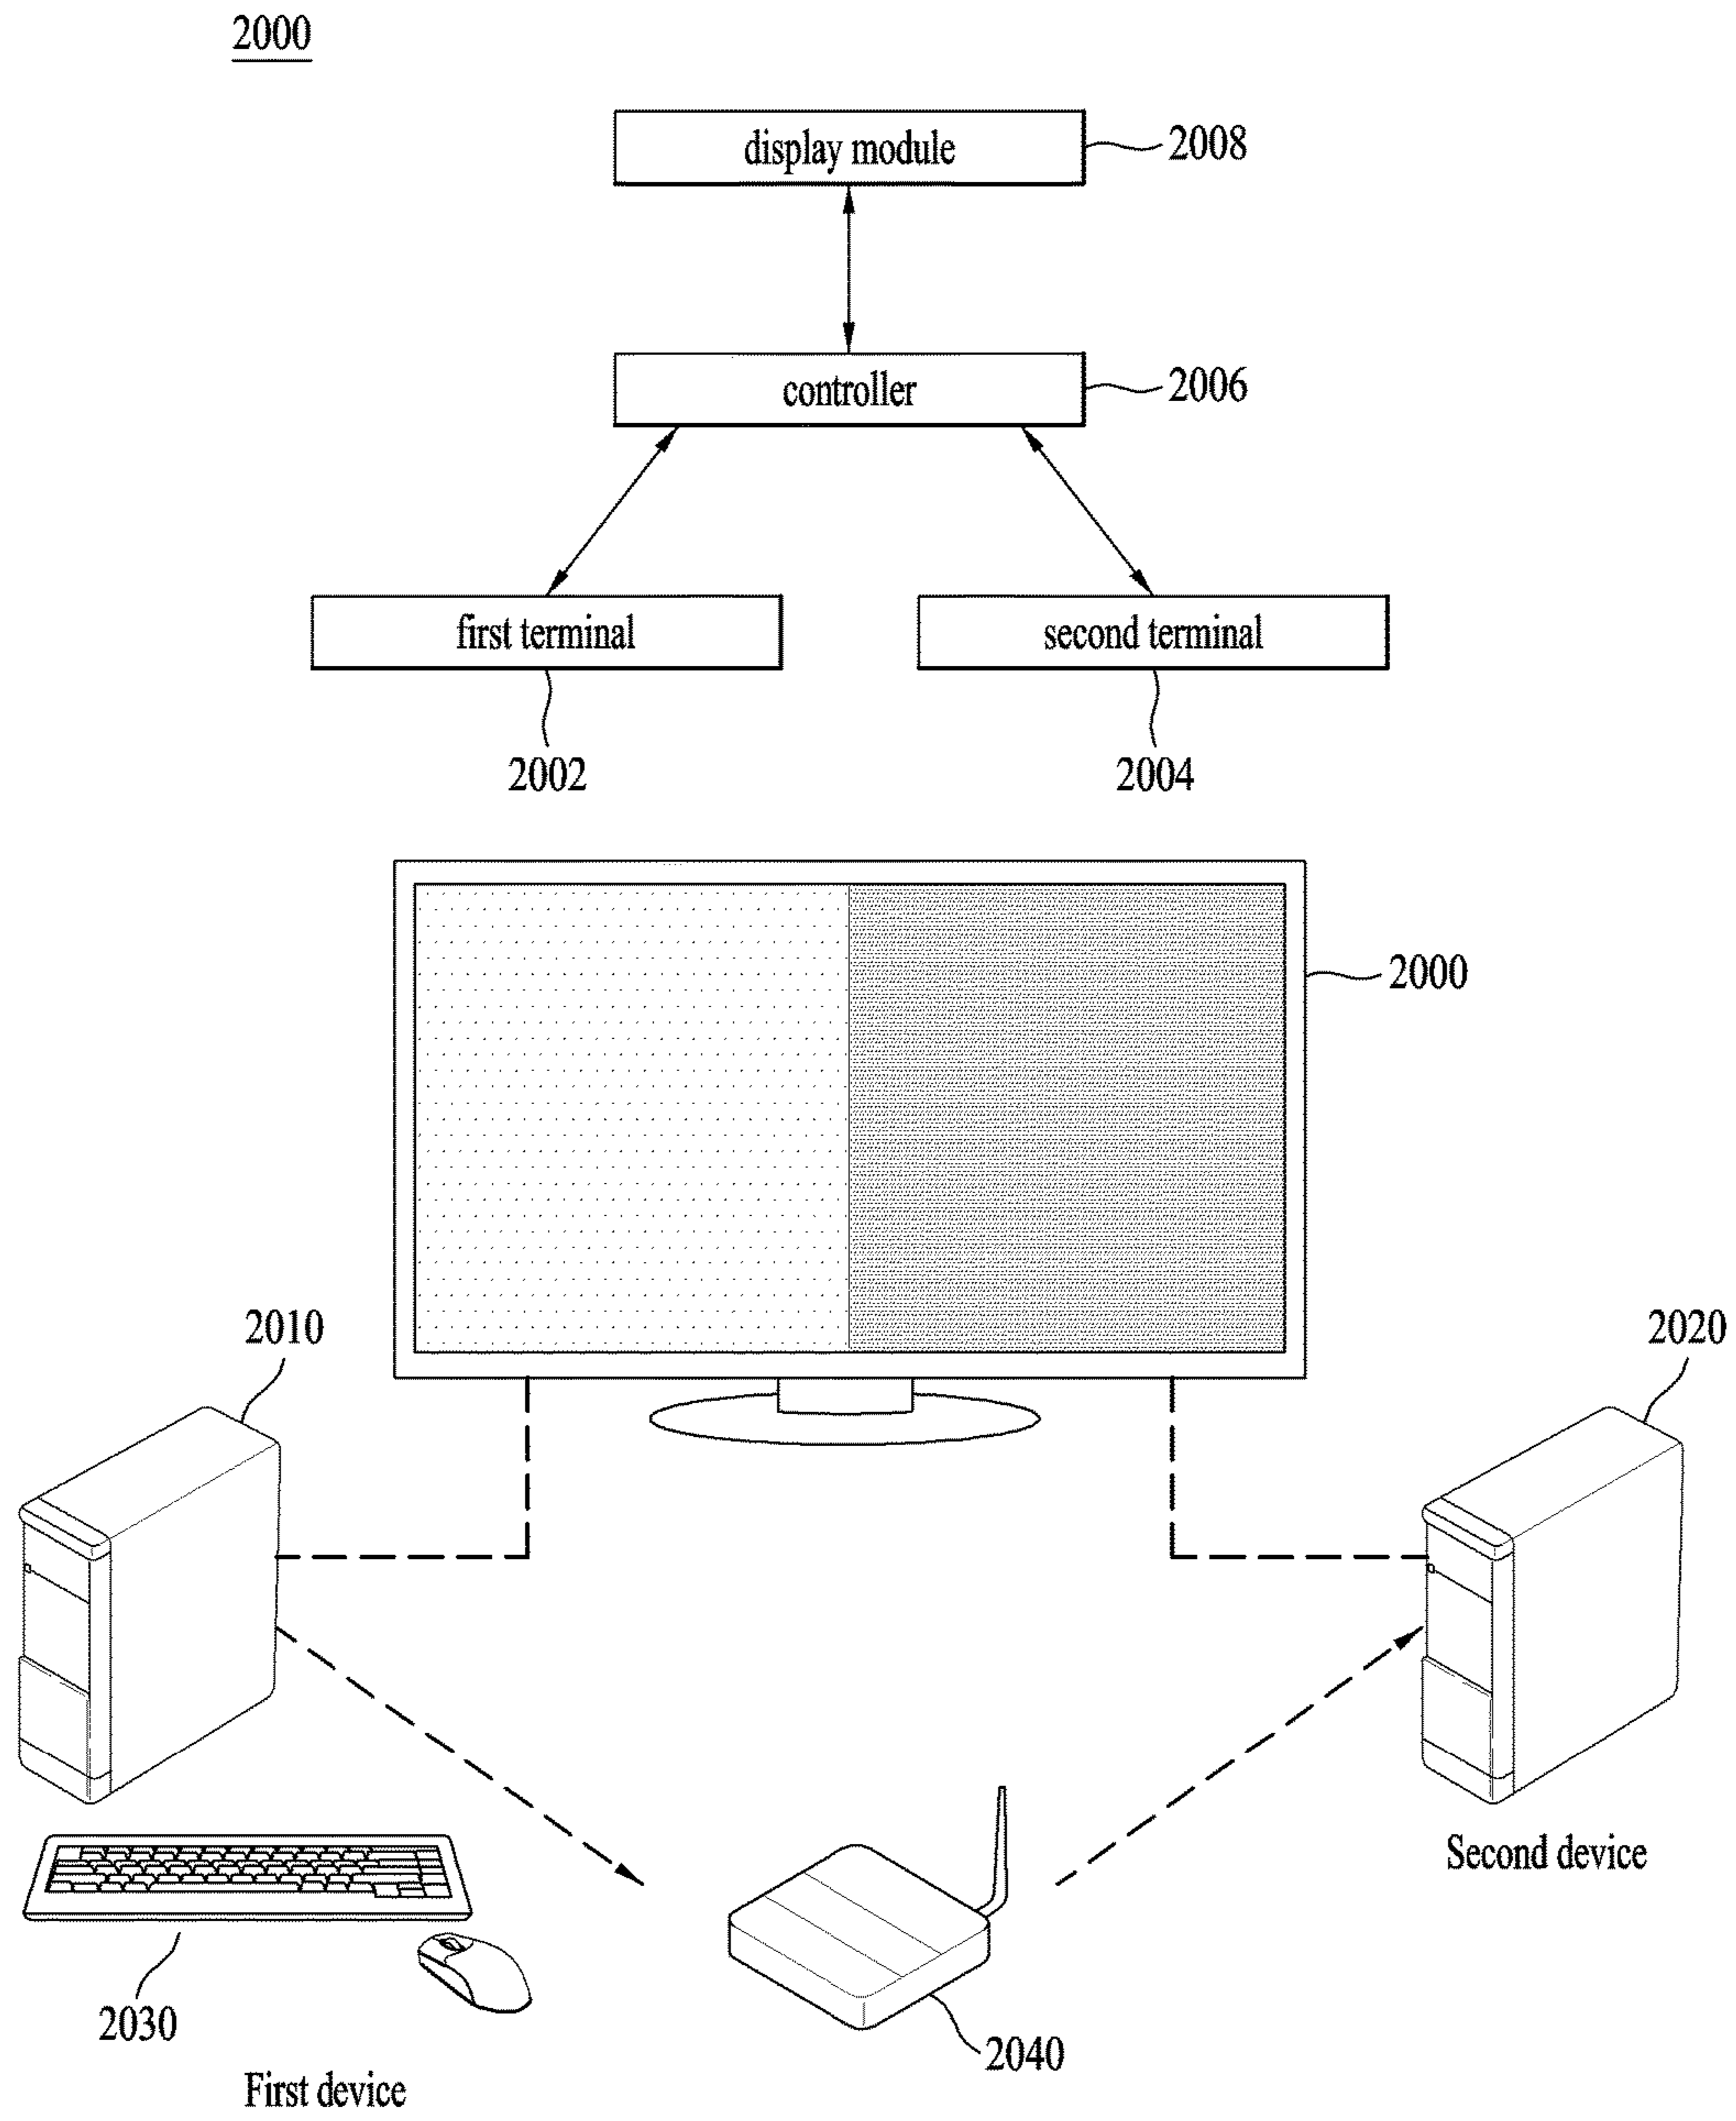 2000
display module
2008
controller
2006
first terminal
second terminal
2002
2004
2000
2010
2020
Second device
2030
2040
First device